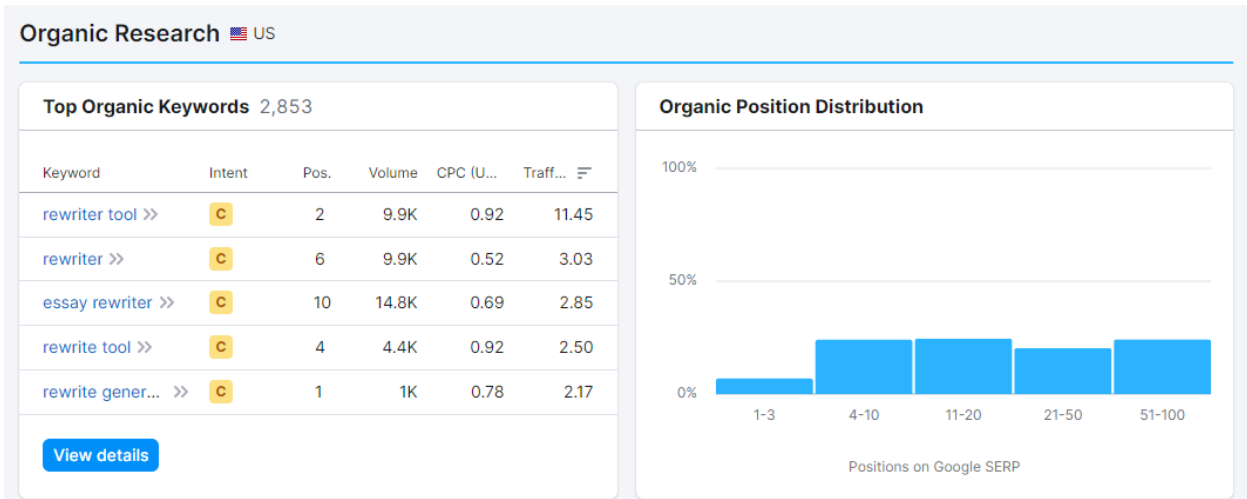 Organic Research US
Top Organic Keywords 2,853
Keyword Intent Pos. Volume CPC (U... Traff...
rewriter tool C 2 9.9K 0.92 11.45
rewriter C 6 9.9K 0.52 3.03
essay rewriter C 10 14.8K 0.69 2.85
rewrite tool C 4 4.4K 0.92 2.50
rewrite gener... C 1 1K 0.78 2.17
View details
Organic Position Distribution
100%
50%
0%
1-3 4-10 11-20 21-50 51-100
Positions on Google SERP